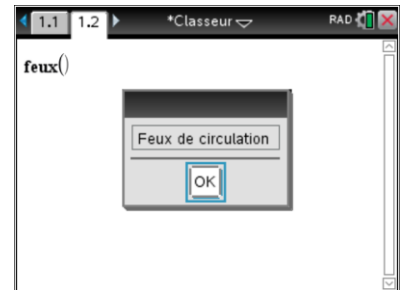 1.1 1.2 *Classeur RAD
feux()
Feux de circulation
OK